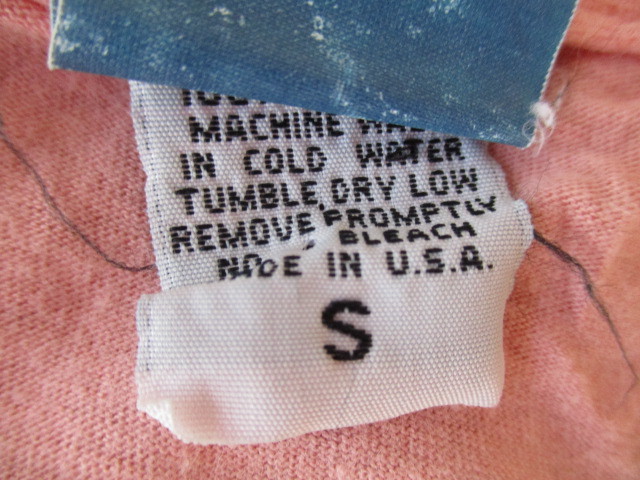 MACHINE
IN COLD WATER
TUMBLE DRY LOW
REMOVE PROMPTLY
BLEACH
IN U.S.A.
S